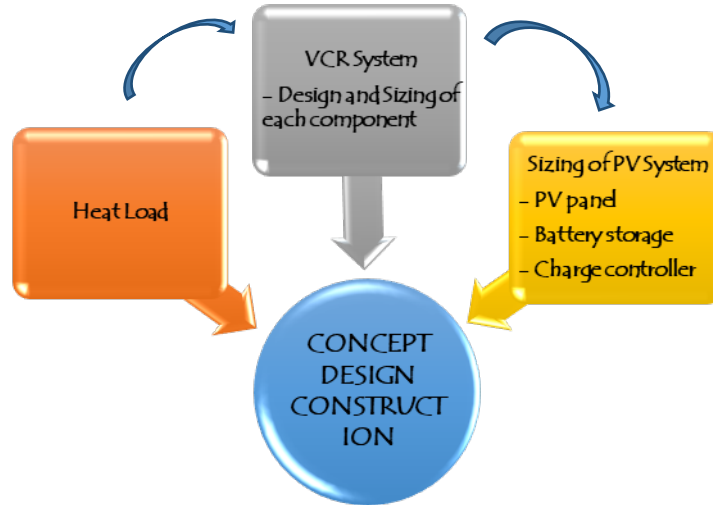 VCR System
- Design and Sizing of
each component
Heat Load
Sizing of PV System
- PV panel
- Battery storage
- Charge controller
CONCEPT
DESIGN
CONSTRUCT
ION